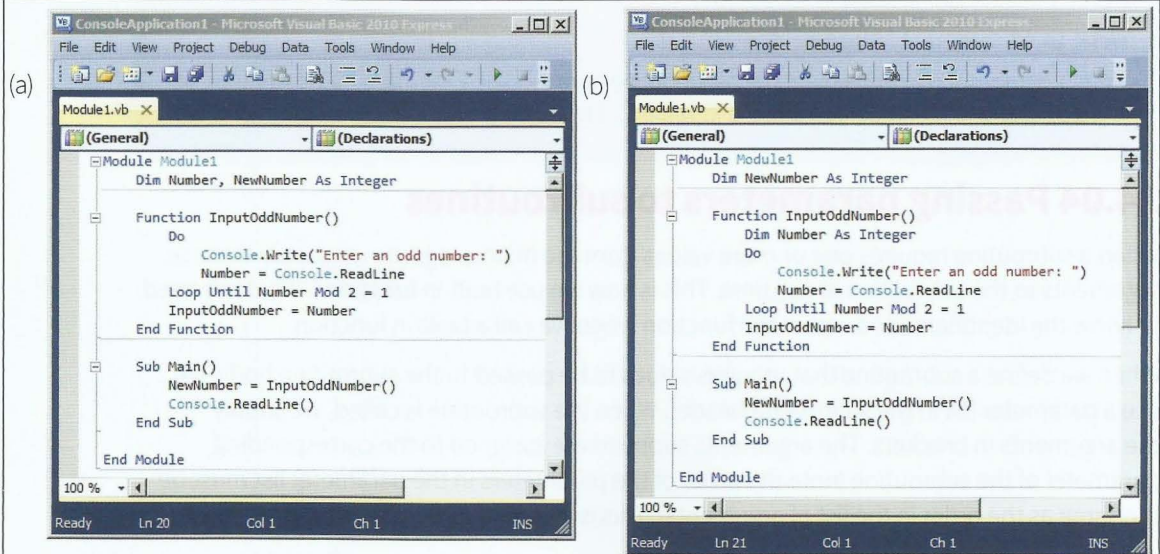 (a)
ConsoleApplication1 - Microsoft Visual Basic 2010 Express
File Edit View Project Debug Data Tools Window Help
Module1.vb
(General) (Declarations)
Module Module1
Dim Number, NewNumber As Integer
Function InputOddNumber()
Do
Console.Write("Enter an odd number: ")
Number = Console.ReadLine
Loop Until Number Mod 2 = 1
InputOddNumber = Number
End Function
Sub Main()
NewNumber = InputOddNumber()
Console.ReadLine()
End Sub
End Module
100 %
Ready Ln 20 Col 1 Ch 1 INS
(b)
ConsoleApplication1 - Microsoft Visual Basic 2010 Express
File Edit View Project Debug Data Tools Window Help
Module1.vb
(General) (Declarations)
Module Module1
Dim NewNumber As Integer
Function InputOddNumber()
Dim Number As Integer
Do
Console.Write("Enter an odd number: ")
Number = Console.ReadLine
Loop Until Number Mod 2 = 1
InputOddNumber = Number
End Function
Sub Main()
NewNumber = InputOddNumber()
Console.ReadLine()
End Sub
End Module
100 %
Ready Ln 21 Col 1 Ch 1 INS